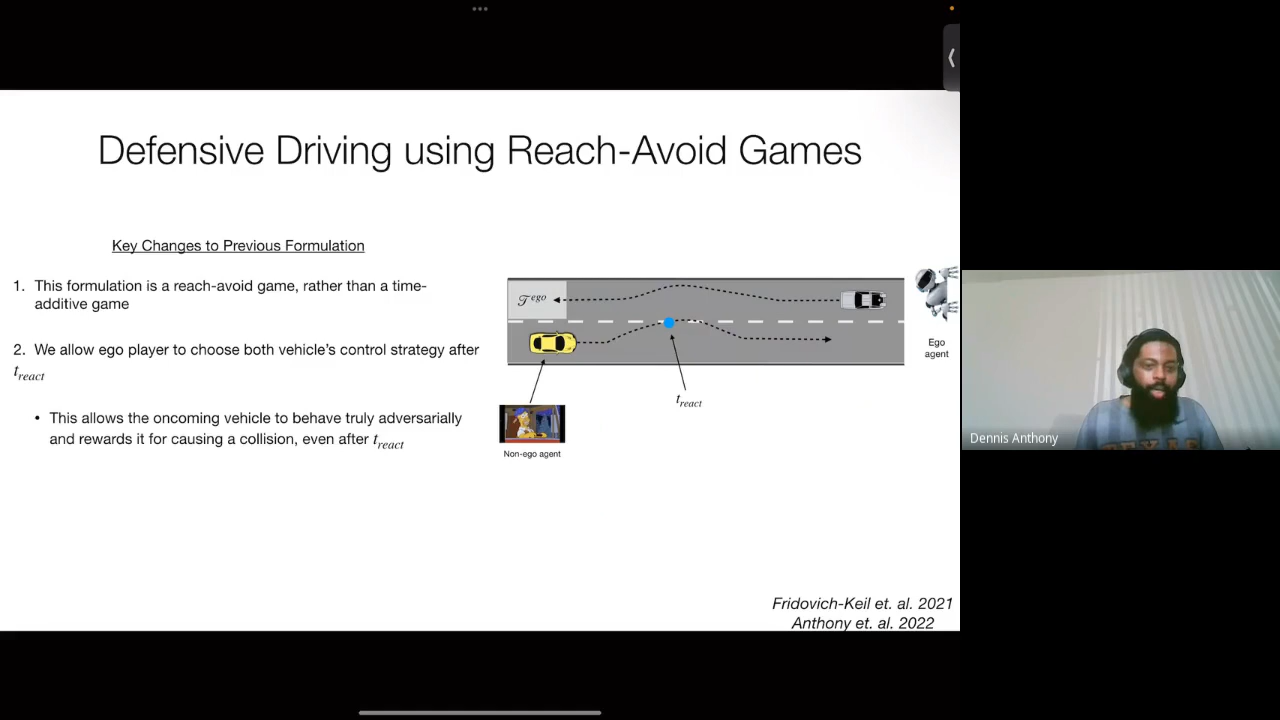 Defensive Driving using Reach-Avoid Games
Key Changes to Previous Formulation
1. This formulation is a reach-avoid game, rather than a time-
additive game
2. We allow ego player to choose both vehicle's control strategy after
t_react
• This allows the oncoming vehicle to behave truly adversarially
and rewards it for causing a collision, even after t_react
𝒯^ego
t_react
Ego
agent
Non-ego agent
Fridovich-Keil et. al. 2021
Anthony et. al. 2022
Dennis Anthony
TEXAS